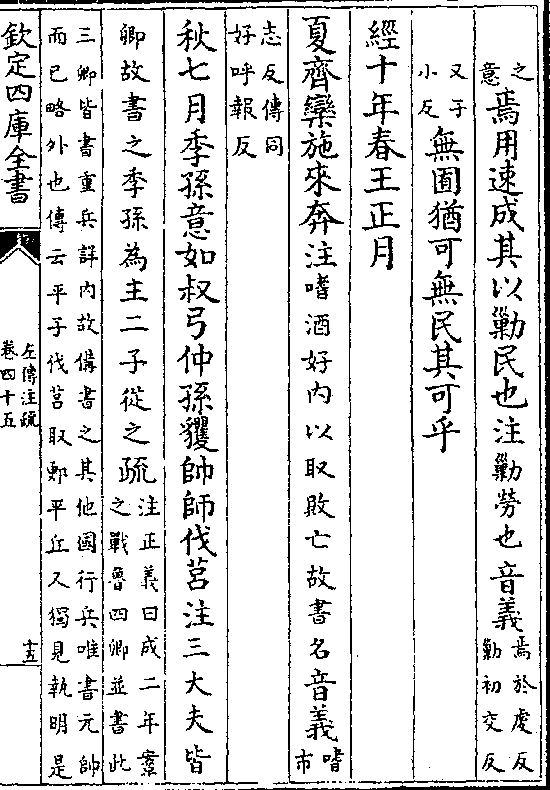 之意焉用速成其以勦民也注勦勞也音義焉於虔反勦初交反
又子小反無囿猶可無民其可乎
經十年春王正月
夏齊欒施來奔注嗜酒好內以取敗亡故書名音義嗜市
志反傳同好呼報反
秋七月季孫意如叔弓仲孫貜帥師伐莒注三大夫皆
卿故書之季孫為主二子從之疏注正義曰成二年鞌之戰魯四卿並書此
三卿皆書重兵詳內故備書之其他國行兵唯書元帥
而已略外也傳云平子伐莒取郠平丘又獨見執明是
欽定四庫全書
左傳注疏
卷四十五
十五